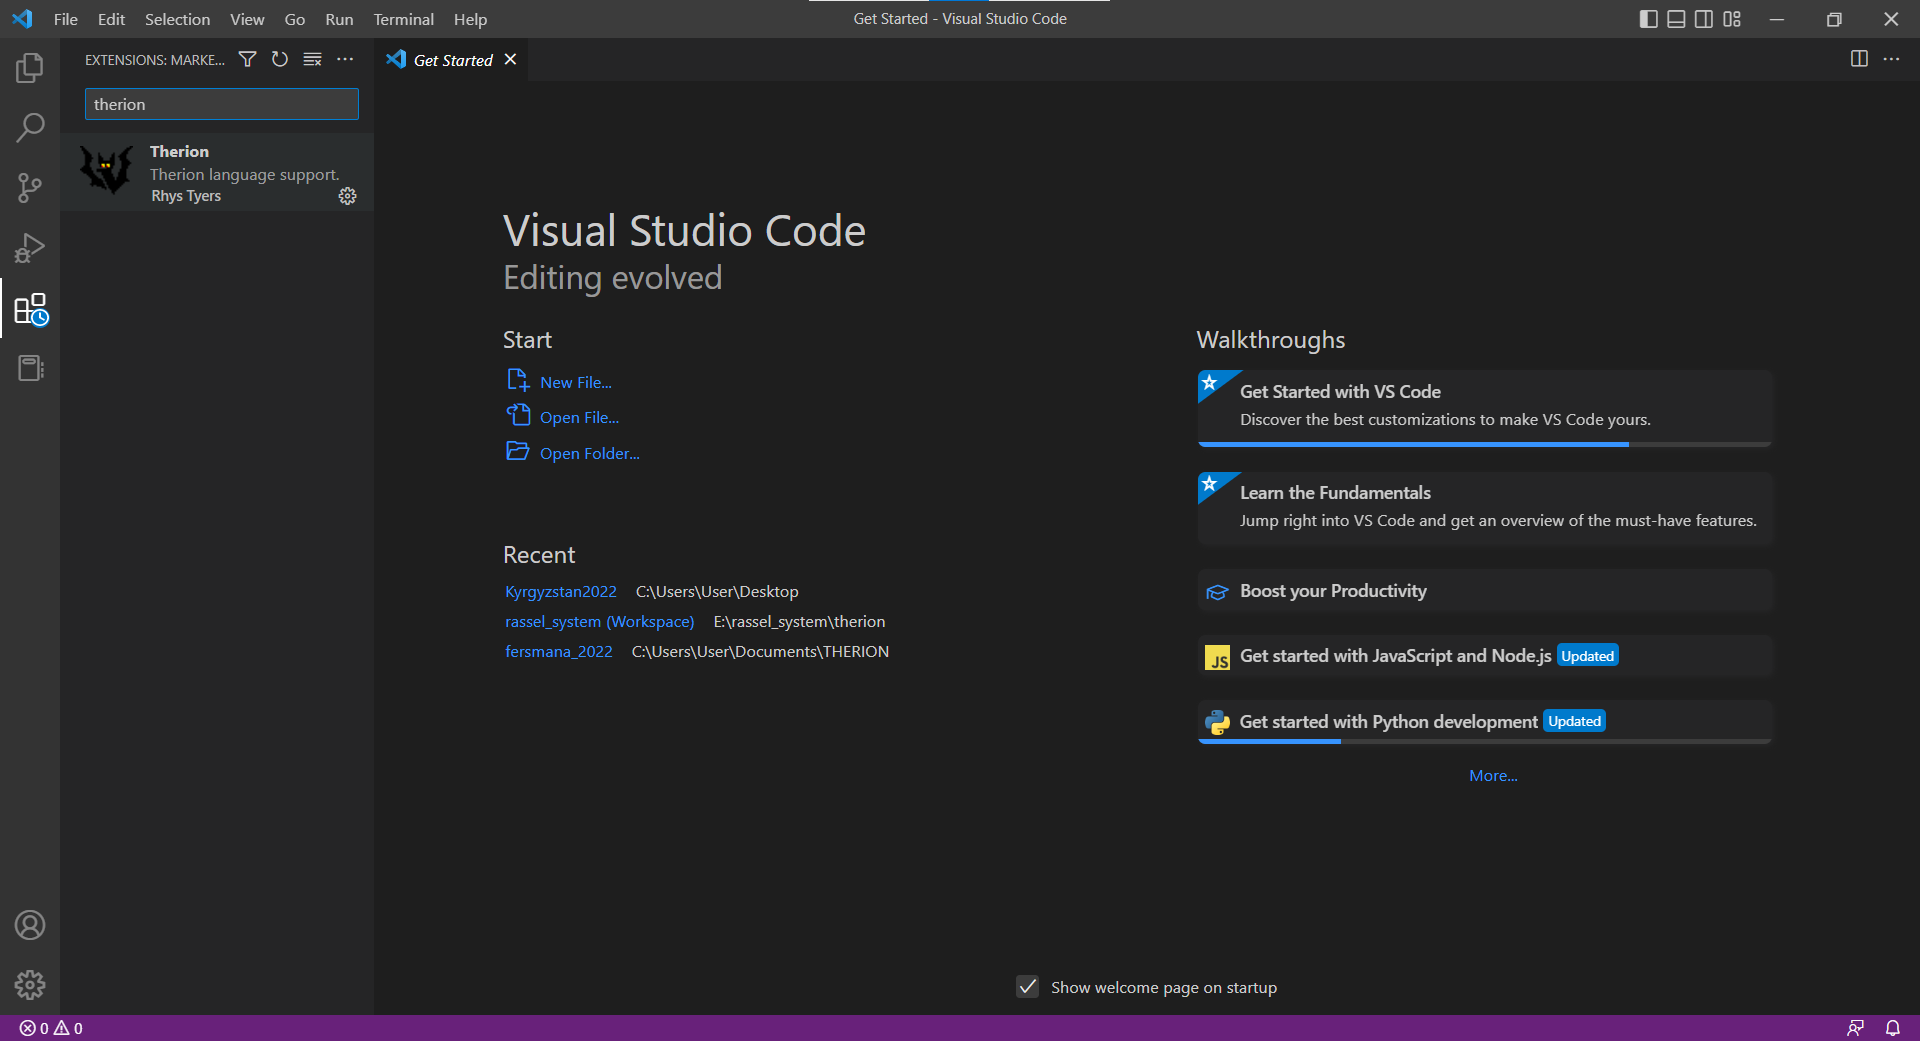 File Edit Selection View Go Run Terminal Help
Get Started - Visual Studio Code
EXTENSIONS: MARKE...
Get Started
therion
Therion
Therion language support.
Rhys Tyers
Visual Studio Code
Editing evolved
Start
New File...
Open File...
Open Folder...
Recent
Kyrgyzstan2022 C:\Users\User\Desktop
rassel_system (Workspace) E:\rassel_system\therion
fersmana_2022 C:\Users\User\Documents\THERION
Walkthroughs
Get Started with VS Code
Discover the best customizations to make VS Code yours.
Learn the Fundamentals
Jump right into VS Code and get an overview of the must-have features.
Boost your Productivity
JS Get started with JavaScript and Node.js Updated
Get started with Python development Updated
More...
Show welcome page on startup
0 0